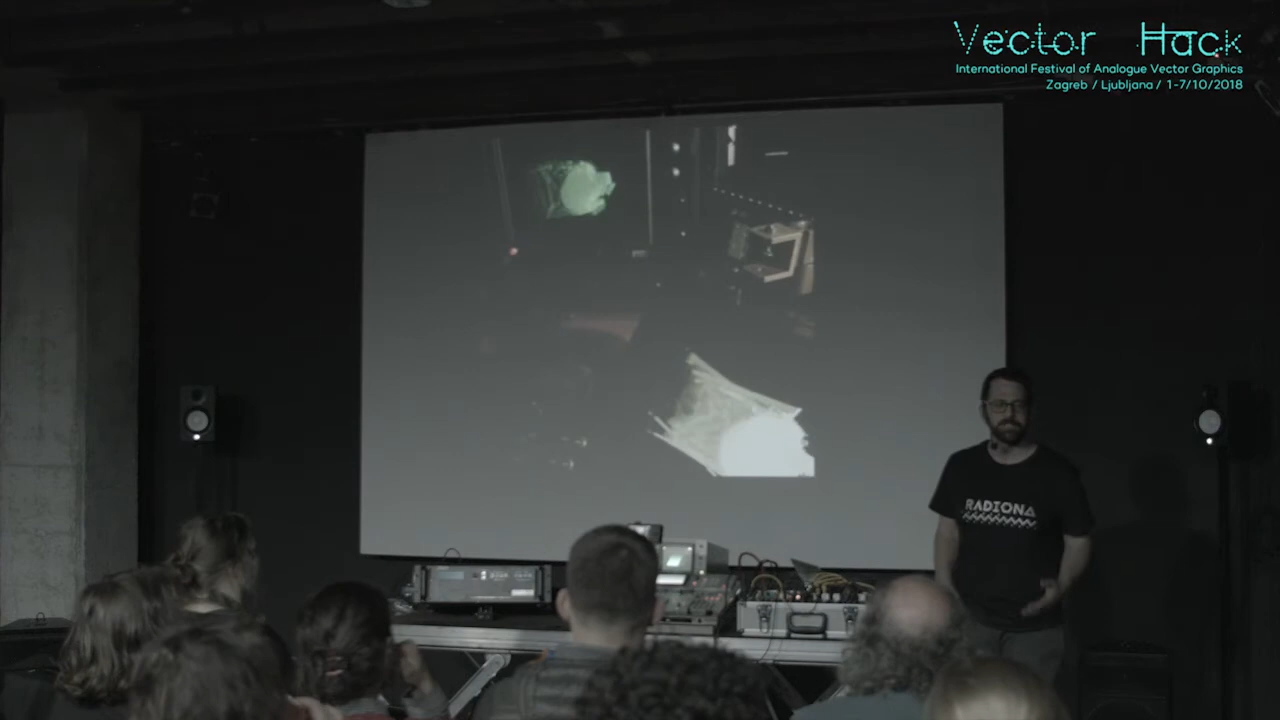 Vector Hack
International Festival of Analogue Vector Graphics
Zagreb / Ljubljana / 1-7/10/2018
RADIONA